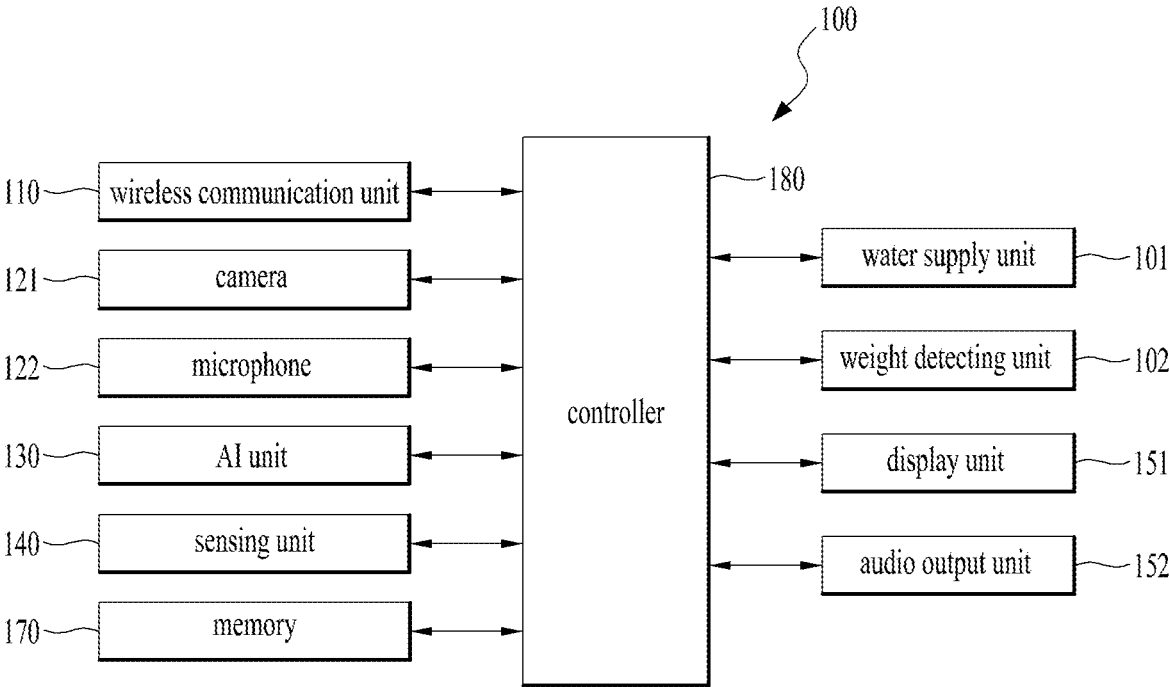 100
110 wireless communication unit
180
water supply unit 101
121 camera
122 microphone
weight detecting unit 102
controller
130 AI unit
display unit 151
140 sensing unit
audio output unit 152
170 memory